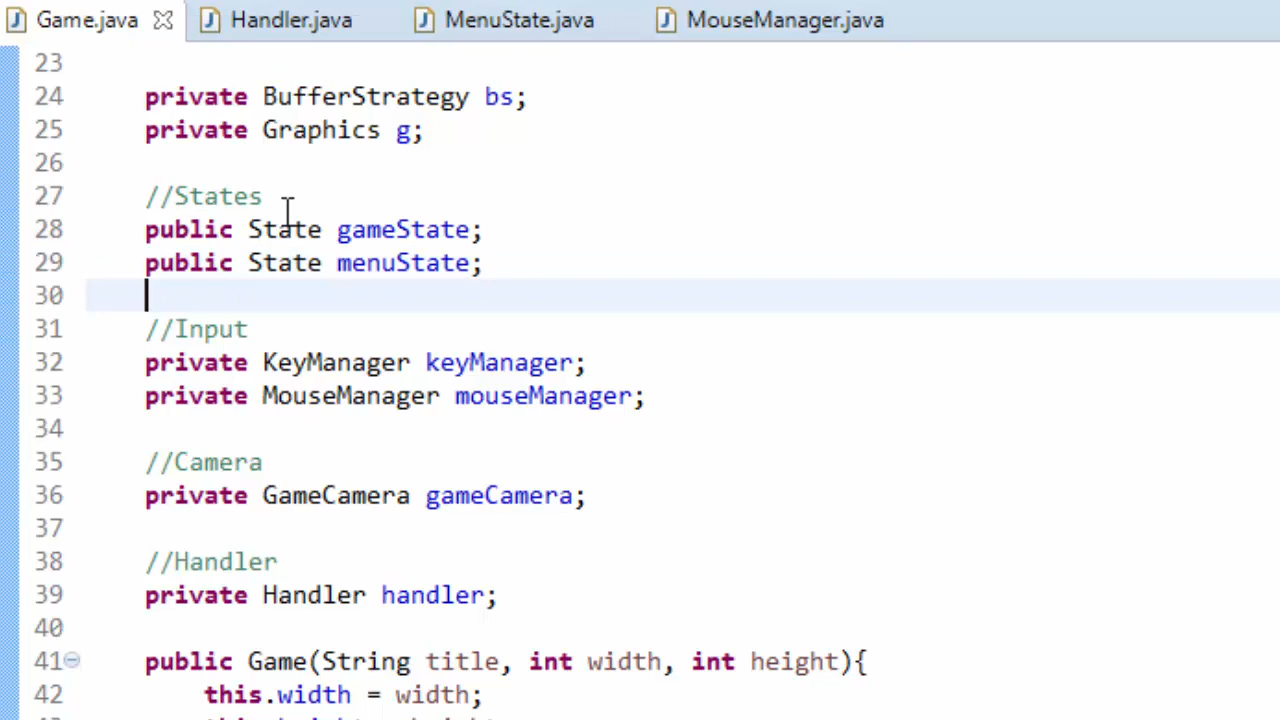 Game.java Handler.java MenuState.java MouseManager.java
23
24 private BufferStrategy bs;
25 private Graphics g;
26
27 //States
28 public State gameState;
29 public State menuState;
30
31 //Input
32 private KeyManager keyManager;
33 private MouseManager mouseManager;
34
35 //Camera
36 private GameCamera gameCamera;
37
38 //Handler
39 private Handler handler;
40
41 public Game(String title, int width, int height){
42 this.width = width;